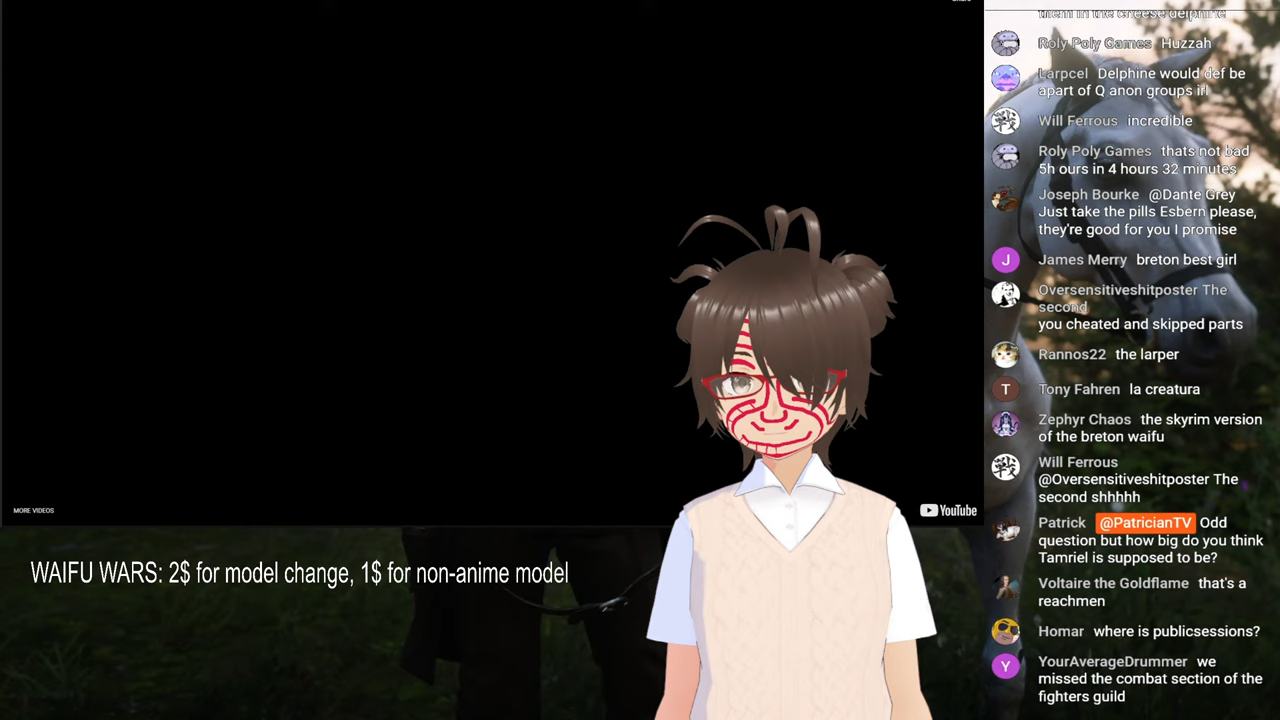 them in the cheese delphine
Roly Poly Games Huzzah
Larpcel Delphine would def be
apart of Q anon groups irl
Will Ferrous incredible
Roly Poly Games thats not bad
5h ours in 4 hours 32 minutes
Joseph Bourke @Dante Grey
Just take the pills Esbern please,
they're good for you I promise
J
James Merry breton best girl
Oversensitiveshitposter The
second
you cheated and skipped parts
Rannos22 the larper
T
Tony Fahren la creatura
Zephyr Chaos the skyrim version
of the breton waifu
Will Ferrous
@Oversensitiveshitposter The
second shhhhh
Patrick @PatricianTV Odd
question but how big do you think
Tamriel is supposed to be?
Voltaire the Goldflame that's a
reachmen
Homar where is publicsessions?
Y
YourAverageDrummer we
missed the combat section of the
fighters guild
MORE VIDEOS
YouTube
WAIFU WARS: 2$ for model change, 1$ for non-anime model